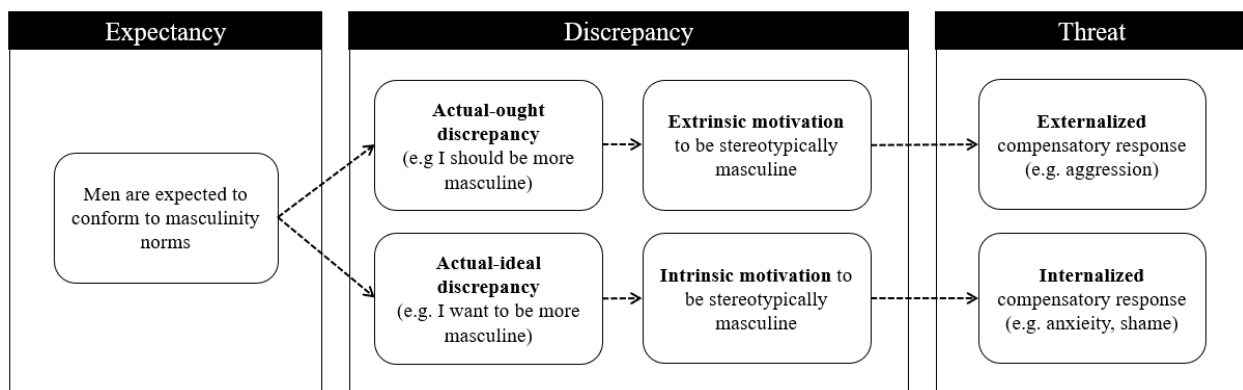 Expectancy
Men are expected to
conform to masculinity
norms
Discrepancy
Actual-ought
discrepancy
(e.g I should be more
masculine)
Extrinsic motivation
to be stereotypically
masculine
Actual-ideal
discrepancy
(e.g. I want to be more
masculine)
Intrinsic motivation to
be stereotypically
masculine
Threat
Externalized
compensatory response
(e.g. aggression)
Internalized
compensatory response
(e.g. anxieity, shame)